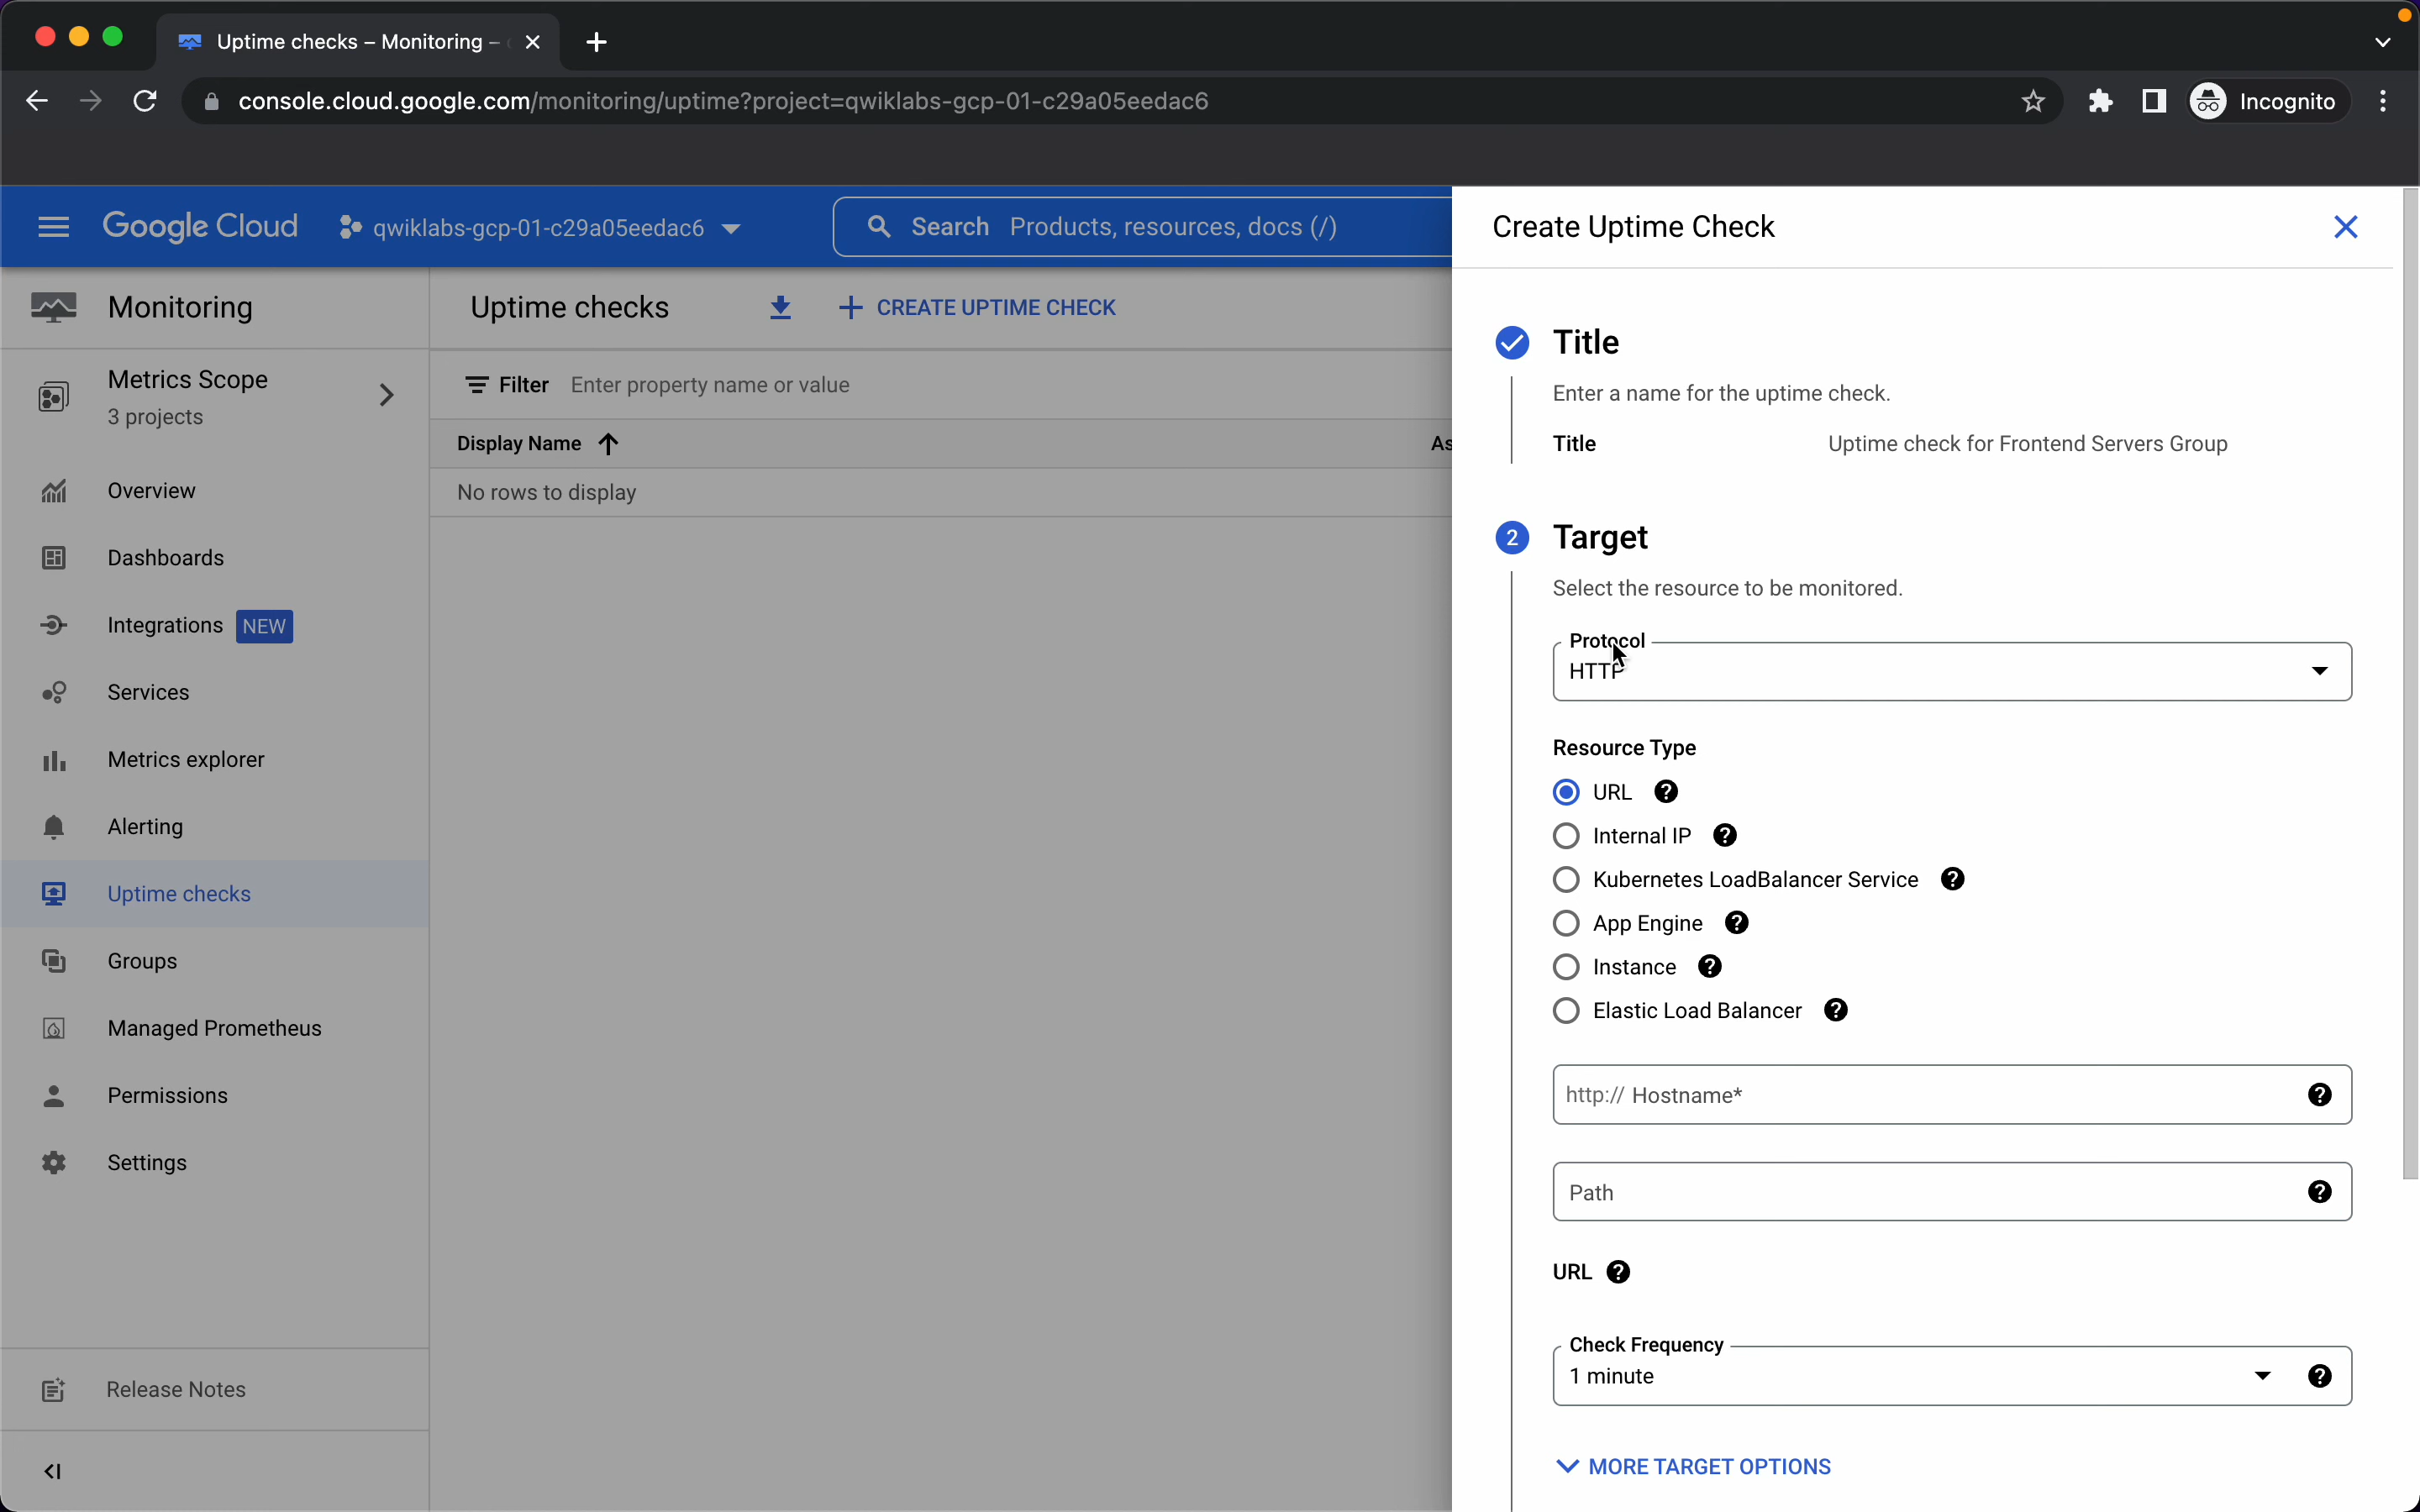 Uptime checks – Monitoring –
console.cloud.google.com/monitoring/uptime?project=qwiklabs-gcp-01-c29a05eedac6
Incognito
Google Cloud
qwiklabs-gcp-01-c29a05eedac6
Search Products, resources, docs (/)
Monitoring
Metrics Scope
3 projects
Overview
Dashboards
Integrations NEW
Services
Metrics explorer
Alerting
Uptime checks
Groups
Managed Prometheus
Permissions
Settings
Release Notes
Uptime checks
CREATE UPTIME CHECK
Filter Enter property name or value
Display Name As
No rows to display
Create Uptime Check
Title
Enter a name for the uptime check.
Title Uptime check for Frontend Servers Group
2 Target
Select the resource to be monitored.
Protocol
HTTP
Resource Type
URL
Internal IP
Kubernetes LoadBalancer Service
App Engine
Instance
Elastic Load Balancer
http:// Hostname*
Path
URL
Check Frequency
1 minute
MORE TARGET OPTIONS